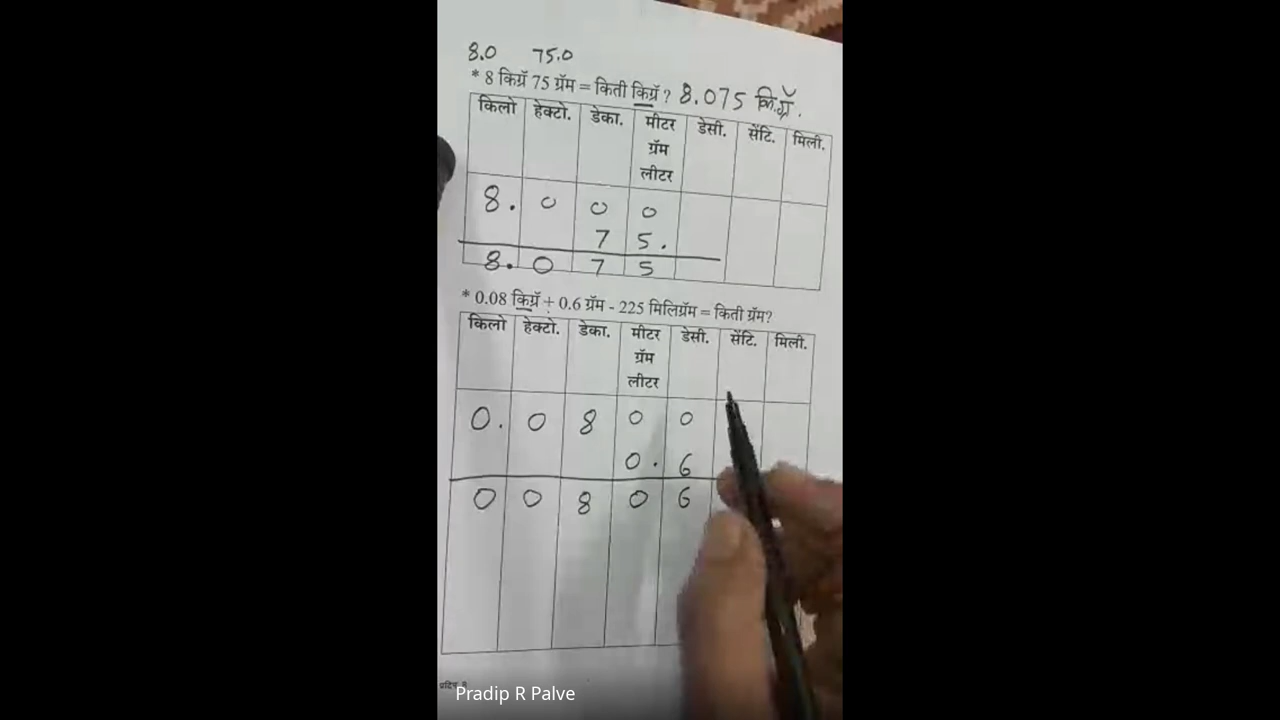 8.0 75.0
* 8 किग्रॅ 75 ग्रॅम = किती किग्रॅ ? 8.075 कि.ग्रॅ.
किलो हेक्टो. डेका. मीटर ग्रॅम लीटर डेसी. सेंटि. मिली.
8. 0 0 0
7 5.
8. 0 7 5
* 0.08 किग्रॅ + 0.6 ग्रॅम - 225 मिलिग्रॅम = किती ग्रॅम?
किलो हेक्टो. डेका. मीटर ग्रॅम लीटर डेसी. सेंटि. मिली.
0. 0 8 0 0
0. 6
0 0 8 0 6
Pradip R Palve